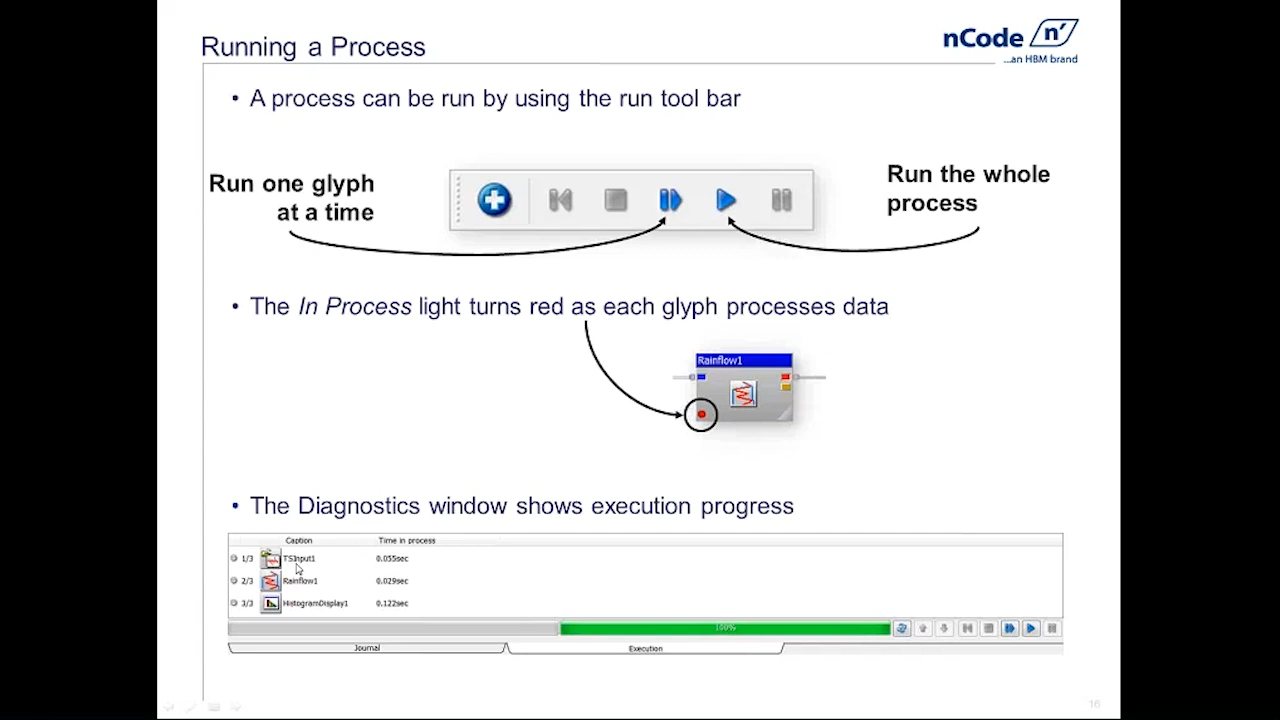 Running a Process
nCode n'
...an HBM brand
• A process can be run by using the run tool bar
Run one glyph
at a time
Run the whole
process
• The In Process light turns red as each glyph processes data
Rainflow1
• The Diagnostics window shows execution progress
Caption Time in process
1/3 TSInput1 0.055sec
2/3 Rainflow1 0.029sec
3/3 HistogramDisplay1 0.122sec
100%
Journal Execution
16